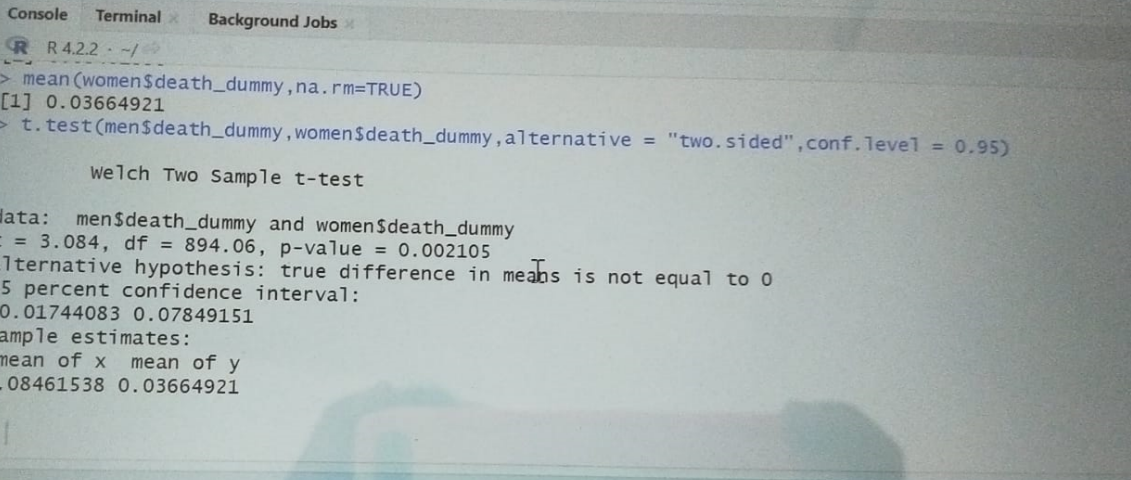 Console Terminal Background Jobs
R R 4.2.2 · ~/
> mean(women$death_dummy,na.rm=TRUE)
[1] 0.03664921
> t.test(men$death_dummy,women$death_dummy,alternative = "two.sided",conf.level = 0.95)
Welch Two Sample t-test
data: men$death_dummy and women$death_dummy
t = 3.084, df = 894.06, p-value = 0.002105
lternative hypothesis: true difference in means is not equal to 0
5 percent confidence interval:
0.01744083 0.07849151
ample estimates:
mean of x mean of y
.08461538 0.03664921